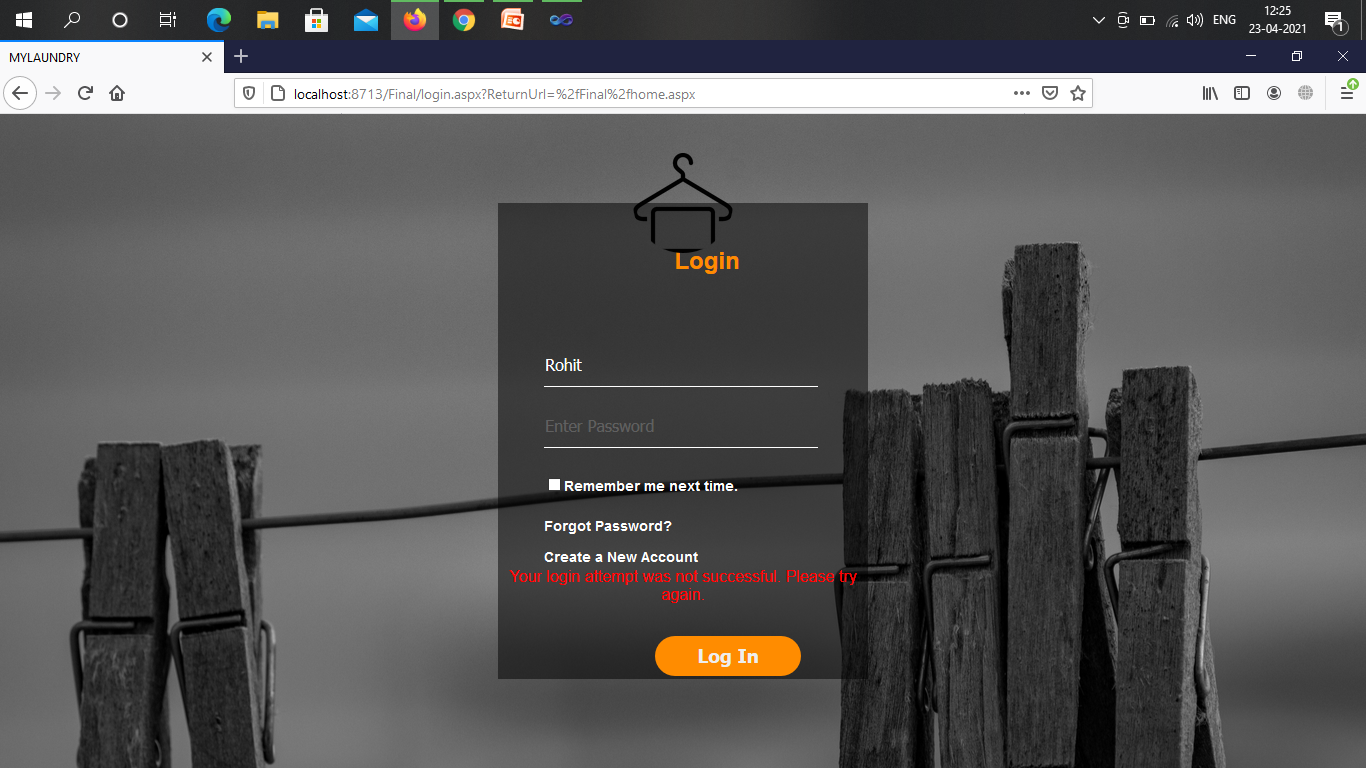 ENG
12:25
23-04-2021
1
MYLAUNDRY
localhost:8713/Final/login.aspx?ReturnUrl=%2fFinal%2fhome.aspx
Login
Rohit
Enter Password
Remember me next time.
Forgot Password?
Create a New Account
Your login attempt was not successful. Please try
again.
Log In